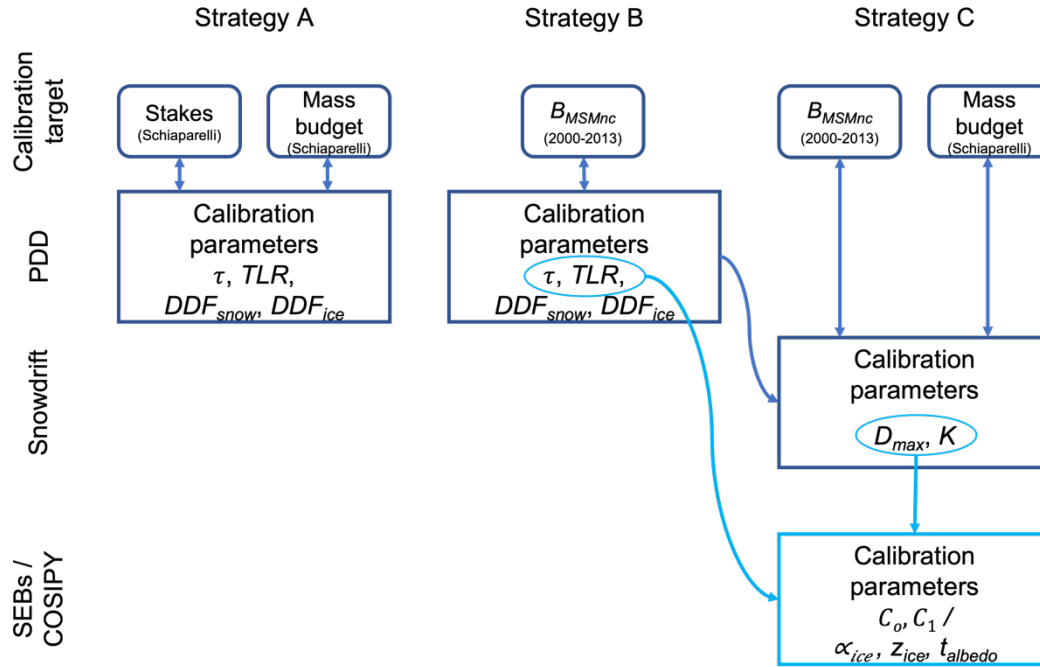 Strategy A
Strategy B
Strategy C
Calibration
target
Stakes
(Schiaparelli)
Mass
budget
(Schiaparelli)
B_MSMnc
(2000-2013)
B_MSMnc
(2000-2013)
Mass
budget
(Schiaparelli)
PDD
Calibration
parameters
τ, TLR,
DDF_snow, DDF_ice
Calibration
parameters
τ, TLR,
DDF_snow, DDF_ice
Snowdrift
Calibration
parameters
D_max, K
SEBs /
COSIPY
Calibration
parameters
C_o, C_1 /
∝_ice, z_ice, t_albedo